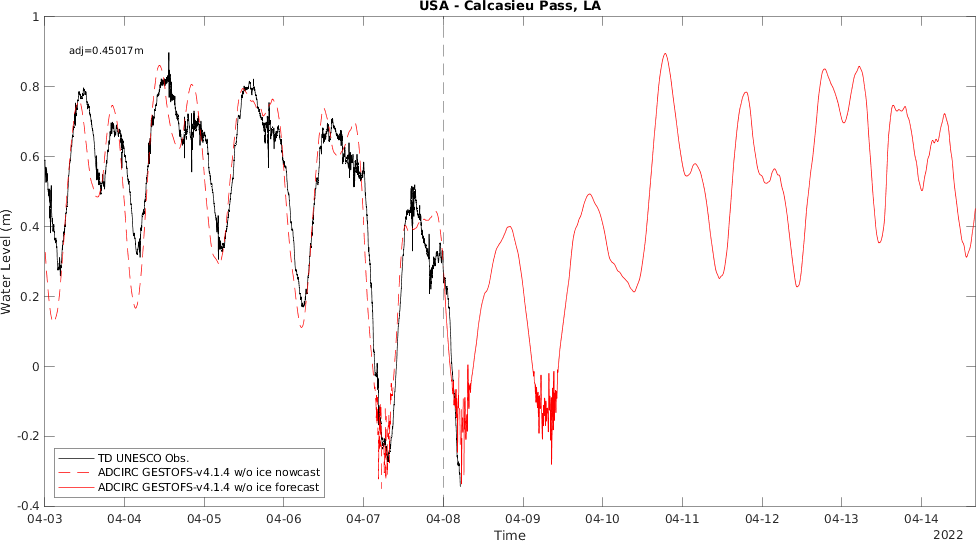 USA - Calcasieu Pass, LA
adj=0.45017m
1
0.8
0.6
0.4
0.2
0
-0.2
-0.4
Water Level (m)
TD UNESCO Obs.
ADCIRC GESTOFS-v4.1.4 w/o ice nowcast
ADCIRC GESTOFS-v4.1.4 w/o ice forecast
04-03 04-04 04-05 04-06 04-07 04-08 04-09 04-10 04-11 04-12 04-13 04-14
Time
2022